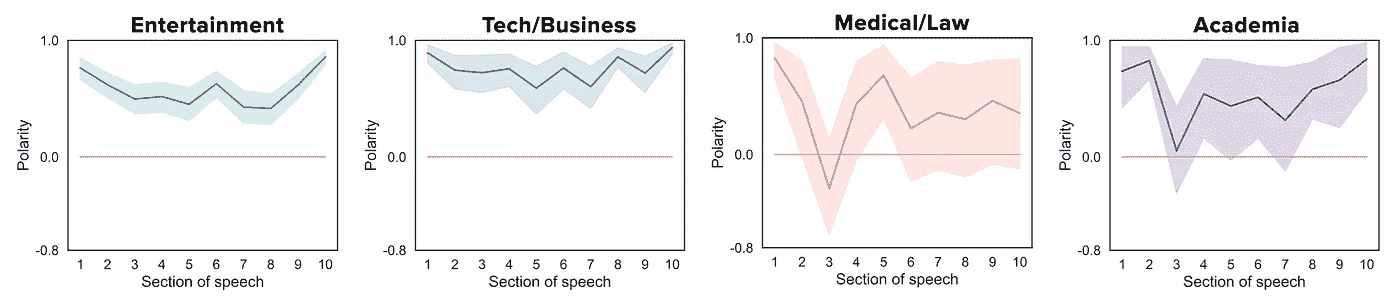 Entertainment
1.0
0.0
-0.8
Polarity
1 2 3 4 5 6 7 8 9 10
Section of speech
Tech/Business
1.0
0.0
-0.8
Polarity
1 2 3 4 5 6 7 8 9 10
Section of speech
Medical/Law
1.0
0.0
-0.8
Polarity
1 2 3 4 5 6 7 8 9 10
Section of speech
Academia
1.0
0.0
-0.8
Polarity
1 2 3 4 5 6 7 8 9 10
Section of speech